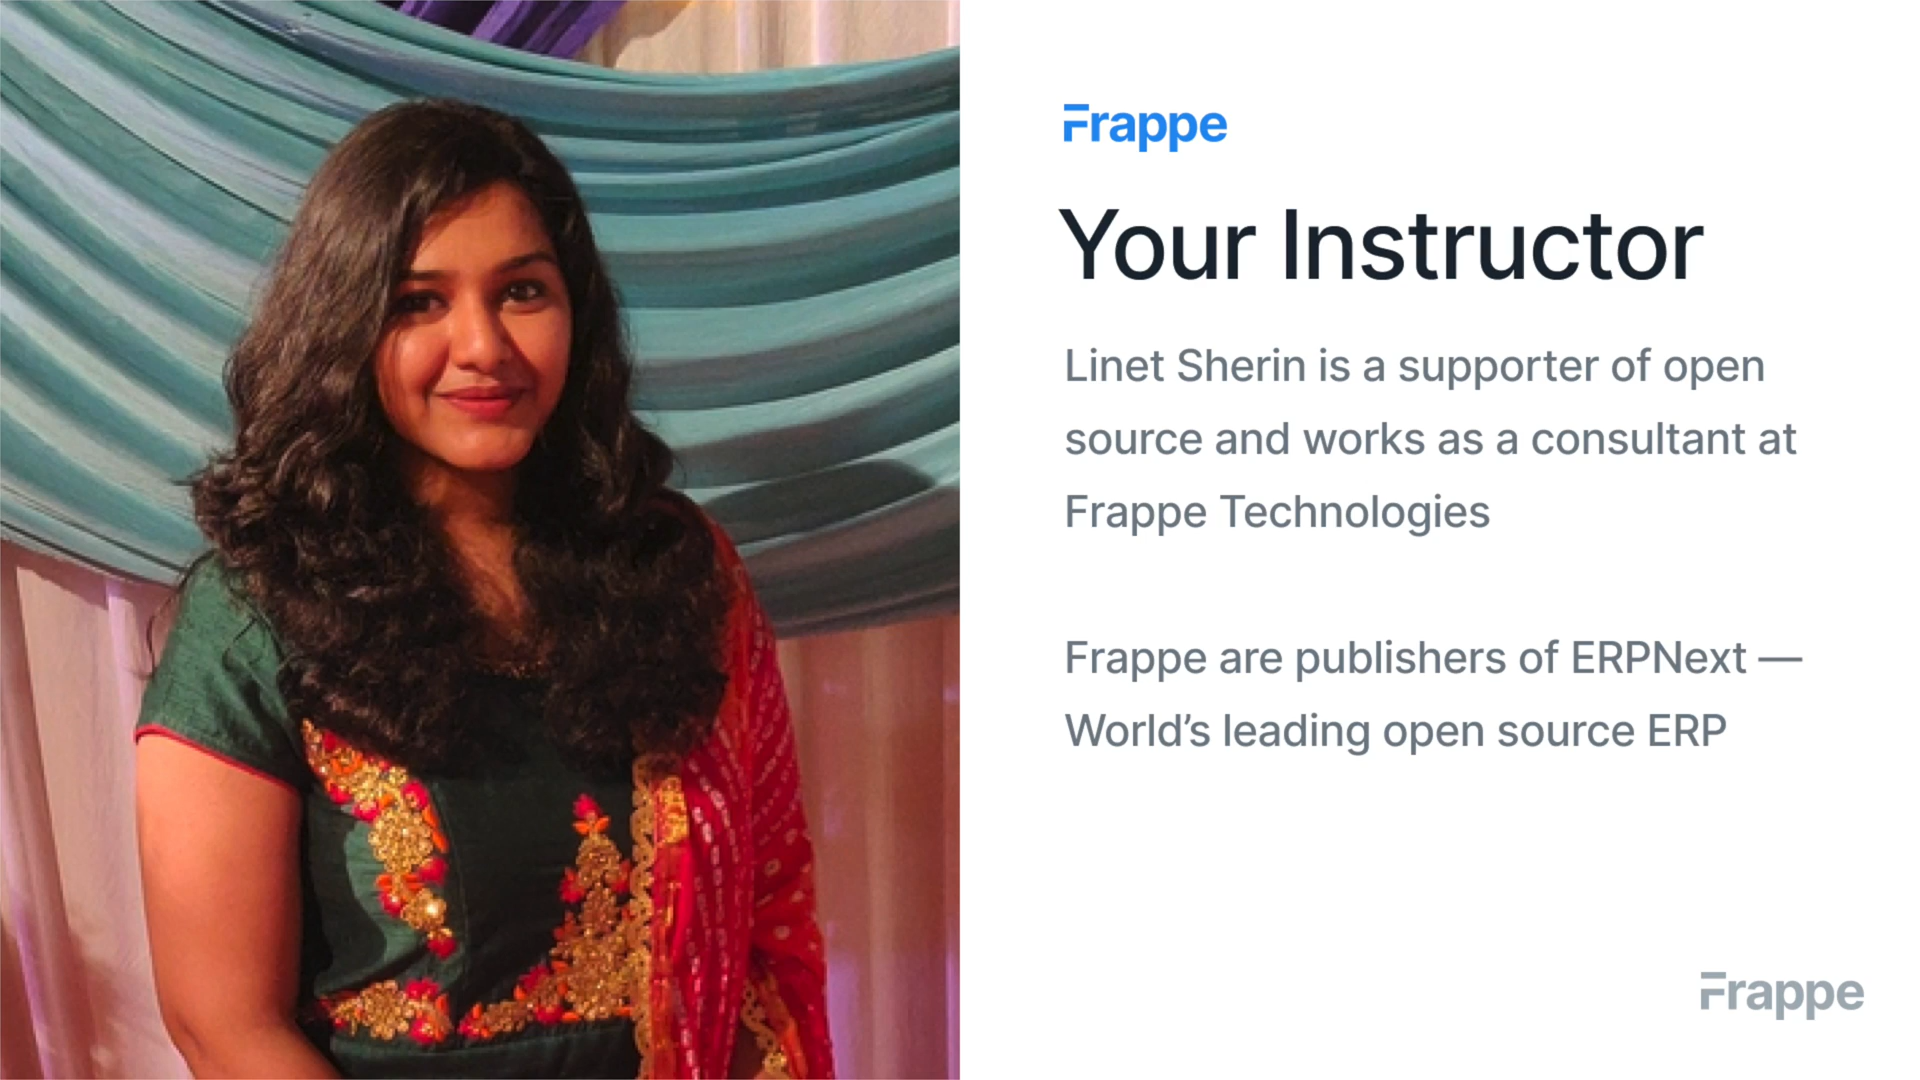 Frappe
Your Instructor
Linet Sherin is a supporter of open
source and works as a consultant at
Frappe Technologies
Frappe are publishers of ERPNext —
World’s leading open source ERP
Frappe